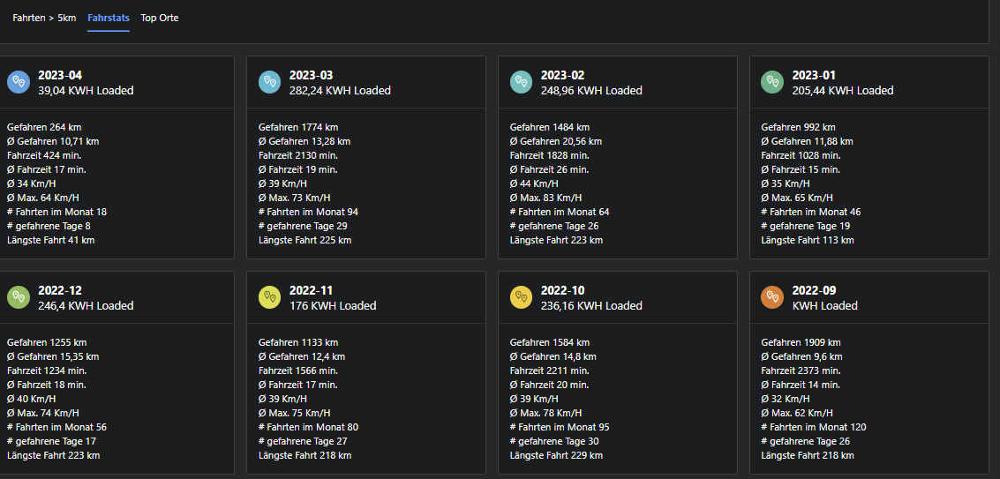 Fahrten > 5km Fahrstats Top Orte
2023-04
39,04 KWH Loaded
Gefahren 264 km
Ø Gefahren 10,71 km
Fahrzeit 424 min.
Ø Fahrzeit 17 min.
Ø 34 Km/H
Ø Max. 64 Km/H
# Fahrten im Monat 18
# gefahrene Tage 8
Längste Fahrt 41 km
2023-03
282,24 KWH Loaded
Gefahren 1774 km
Ø Gefahren 13,28 km
Fahrzeit 2130 min.
Ø Fahrzeit 19 min.
Ø 39 Km/H
Ø Max. 73 Km/H
# Fahrten im Monat 94
# gefahrene Tage 29
Längste Fahrt 225 km
2023-02
248,96 KWH Loaded
Gefahren 1484 km
Ø Gefahren 20,56 km
Fahrzeit 1828 min.
Ø Fahrzeit 26 min.
Ø 44 Km/H
Ø Max. 83 Km/H
# Fahrten im Monat 64
# gefahrene Tage 26
Längste Fahrt 223 km
2023-01
205,44 KWH Loaded
Gefahren 992 km
Ø Gefahren 11,88 km
Fahrzeit 1028 min.
Ø Fahrzeit 15 min.
Ø 35 Km/H
Ø Max. 65 Km/H
# Fahrten im Monat 46
# gefahrene Tage 19
Längste Fahrt 113 km
2022-12
246,4 KWH Loaded
Gefahren 1255 km
Ø Gefahren 15,35 km
Fahrzeit 1234 min.
Ø Fahrzeit 18 min.
Ø 40 Km/H
Ø Max. 74 Km/H
# Fahrten im Monat 56
# gefahrene Tage 17
Längste Fahrt 223 km
2022-11
176 KWH Loaded
Gefahren 1133 km
Ø Gefahren 12,4 km
Fahrzeit 1566 min.
Ø Fahrzeit 17 min.
Ø 39 Km/H
Ø Max. 75 Km/H
# Fahrten im Monat 80
# gefahrene Tage 27
Längste Fahrt 218 km
2022-10
236,16 KWH Loaded
Gefahren 1584 km
Ø Gefahren 14,8 km
Fahrzeit 2211 min.
Ø Fahrzeit 20 min.
Ø 39 Km/H
Ø Max. 78 Km/H
# Fahrten im Monat 95
# gefahrene Tage 30
Längste Fahrt 229 km
2022-09
KWH Loaded
Gefahren 1909 km
Ø Gefahren 9,6 km
Fahrzeit 2373 min.
Ø Fahrzeit 14 min.
Ø 32 Km/H
Ø Max. 62 Km/H
# Fahrten im Monat 120
# gefahrene Tage 26
Längste Fahrt 218 km